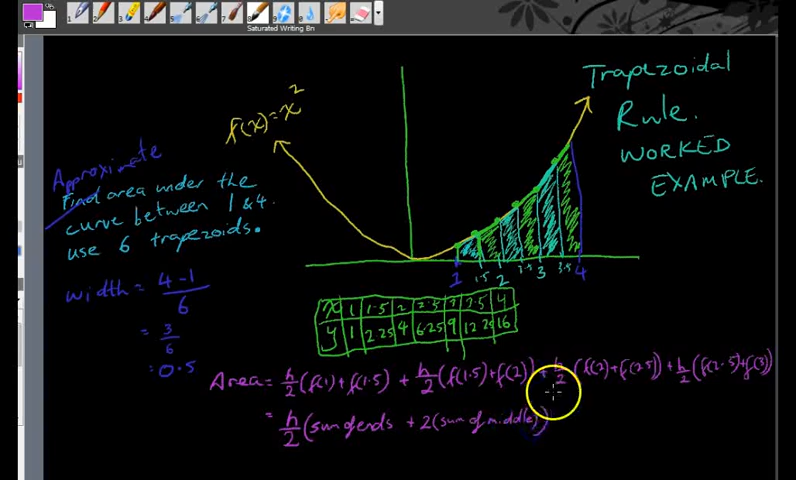 Saturated Writing Bn
Trapezoidal
Rule.
WORKED
EXAMPLE.
f(x)=x²
Approximate
Find area under the
curve between 1 & 4.
use 6 trapezoids.
width = 4-1
6
= 3
6
= 0.5
1 1.5 2 2.5 3 3.5 4
x 1 1.5 2 2.5 3 3.5 4
y 1 2.25 4 6.25 9 12.25 16
Area = h/2 (f(1)+f(1.5) + h/2 (f(1.5)+f(2)) + h/2 (f(2)+f(2.5)) + h/2 (f(2.5)+f(3))
= h/2 (sum of ends + 2(sum of middle))